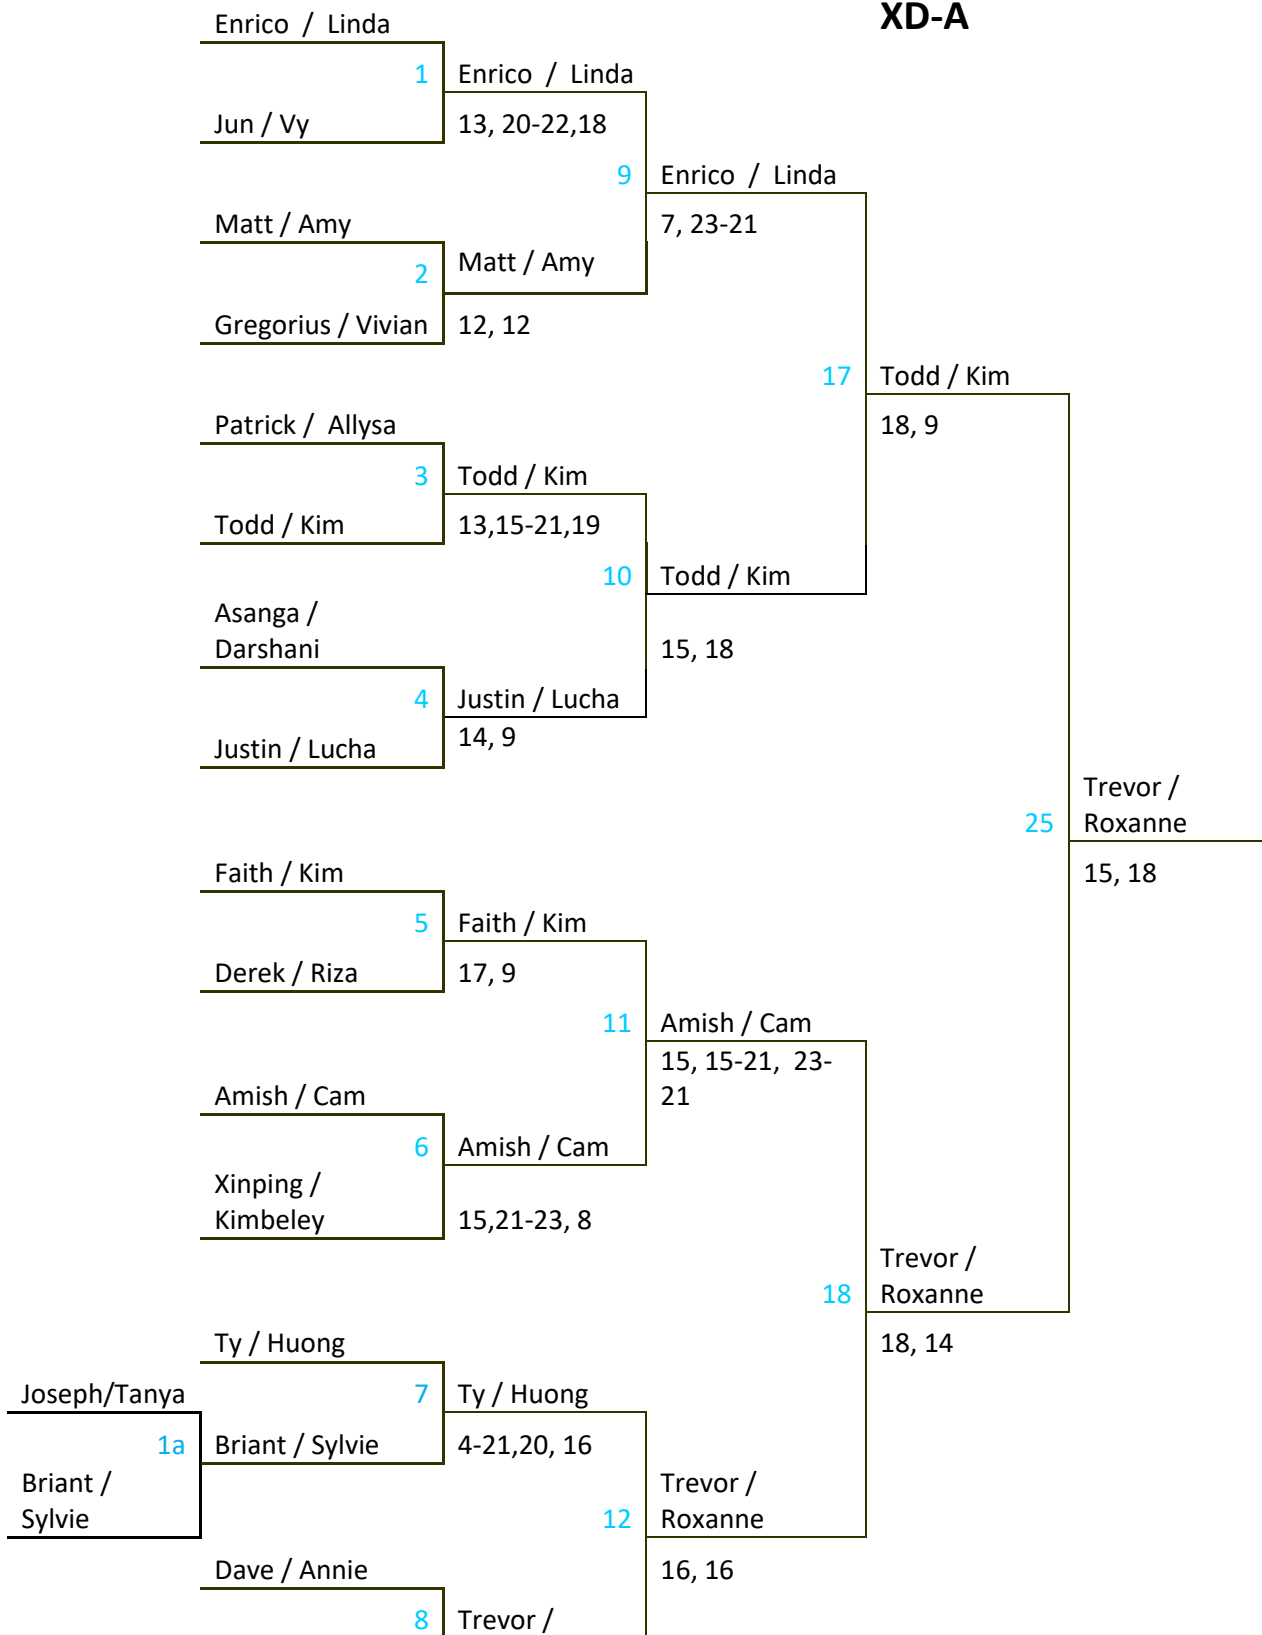 XD-A
Enrico / Linda
1
Enrico / Linda
Jun / Vy
13, 20-22,18
9
Enrico / Linda
Matt / Amy
7, 23-21
2
Matt / Amy
Gregorius / Vivian
12, 12
17
Todd / Kim
Patrick / Allysa
18, 9
3
Todd / Kim
Todd / Kim
13,15-21,19
10
Todd / Kim
Asanga /
Darshani
15, 18
4
Justin / Lucha
Justin / Lucha
14, 9
25
Trevor /
Roxanne
Faith / Kim
15, 18
5
Faith / Kim
Derek / Riza
17, 9
11
Amish / Cam
15, 15-21, 23-
21
Amish / Cam
6
Amish / Cam
Xinping /
Kimbeley
15,21-23, 8
18
Trevor /
Roxanne
Ty / Huong
18, 14
Joseph/Tanya
7
Ty / Huong
1a
Briant / Sylvie
4-21,20, 16
Briant /
Sylvie
12
Trevor /
Roxanne
Dave / Annie
16, 16
8
Trevor /